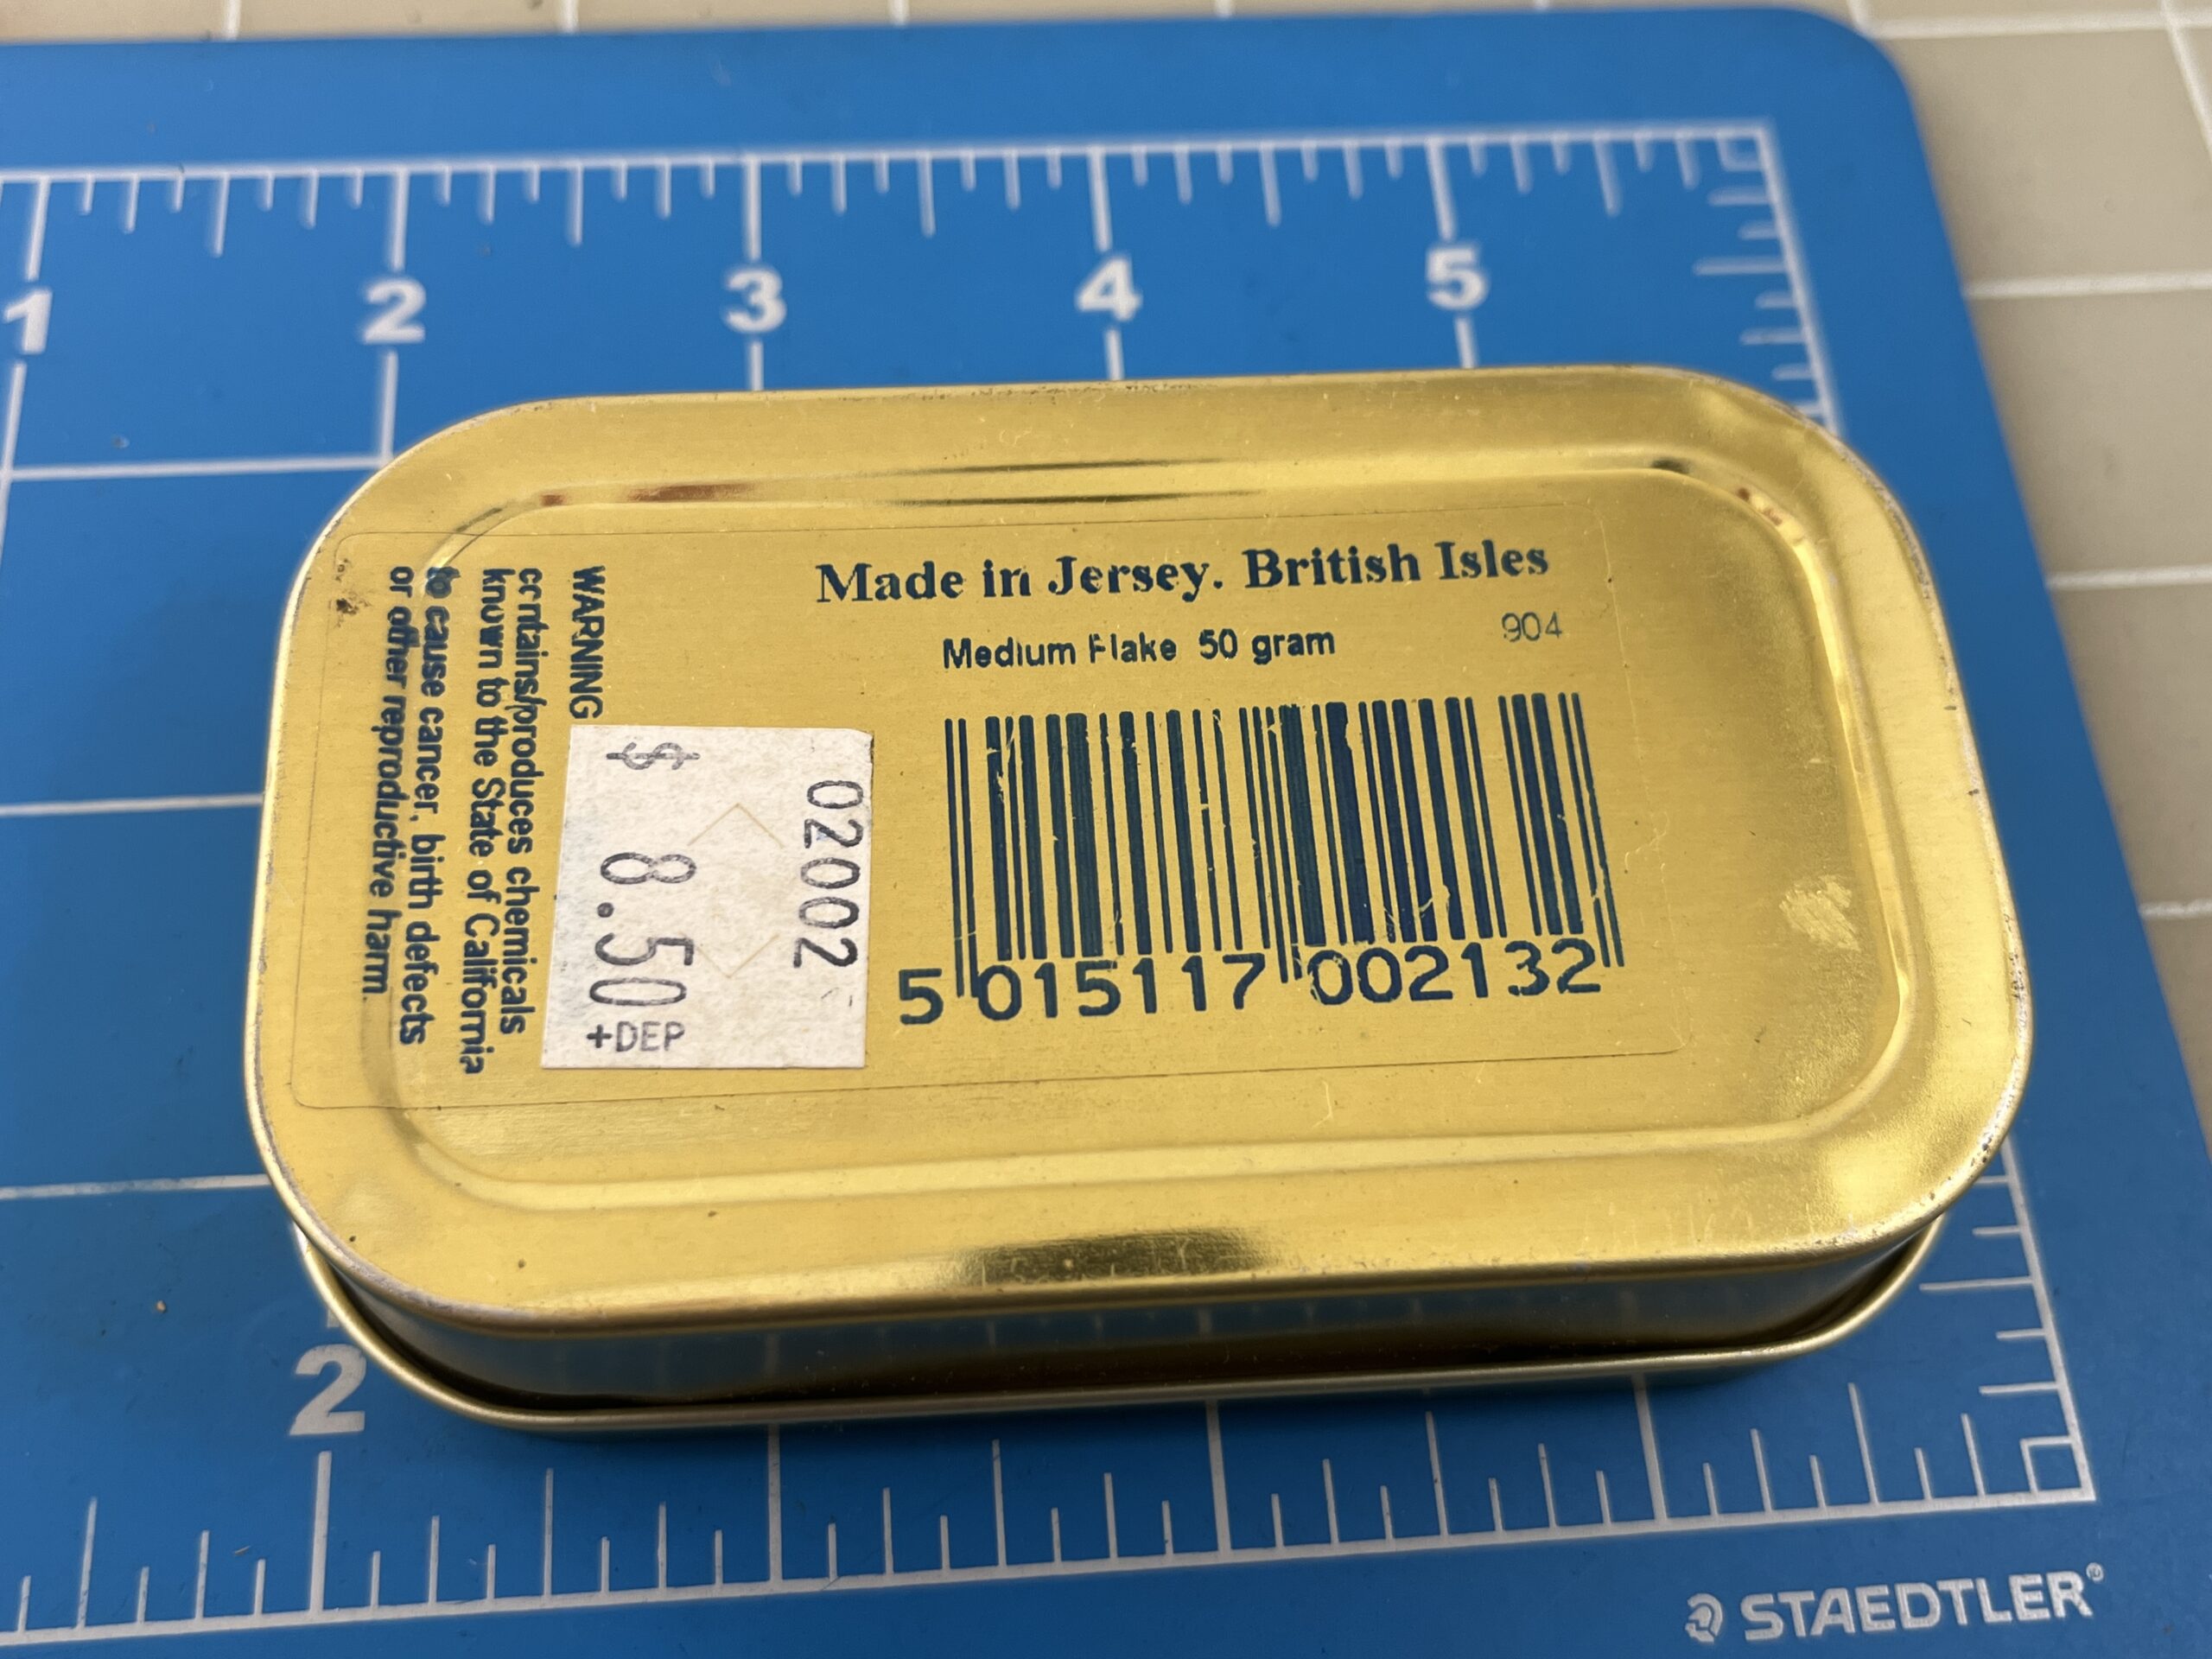 1 2 3 4 5
Made in Jersey. British Isles
Medium Flake 50 gram
904
WARNING
contains/produces chemicals
known to the State of California
to cause cancer, birth defects
or other reproductive harm.
02002
$ 8.50
+DEP
5 015117 002132
2
STAEDTLER®